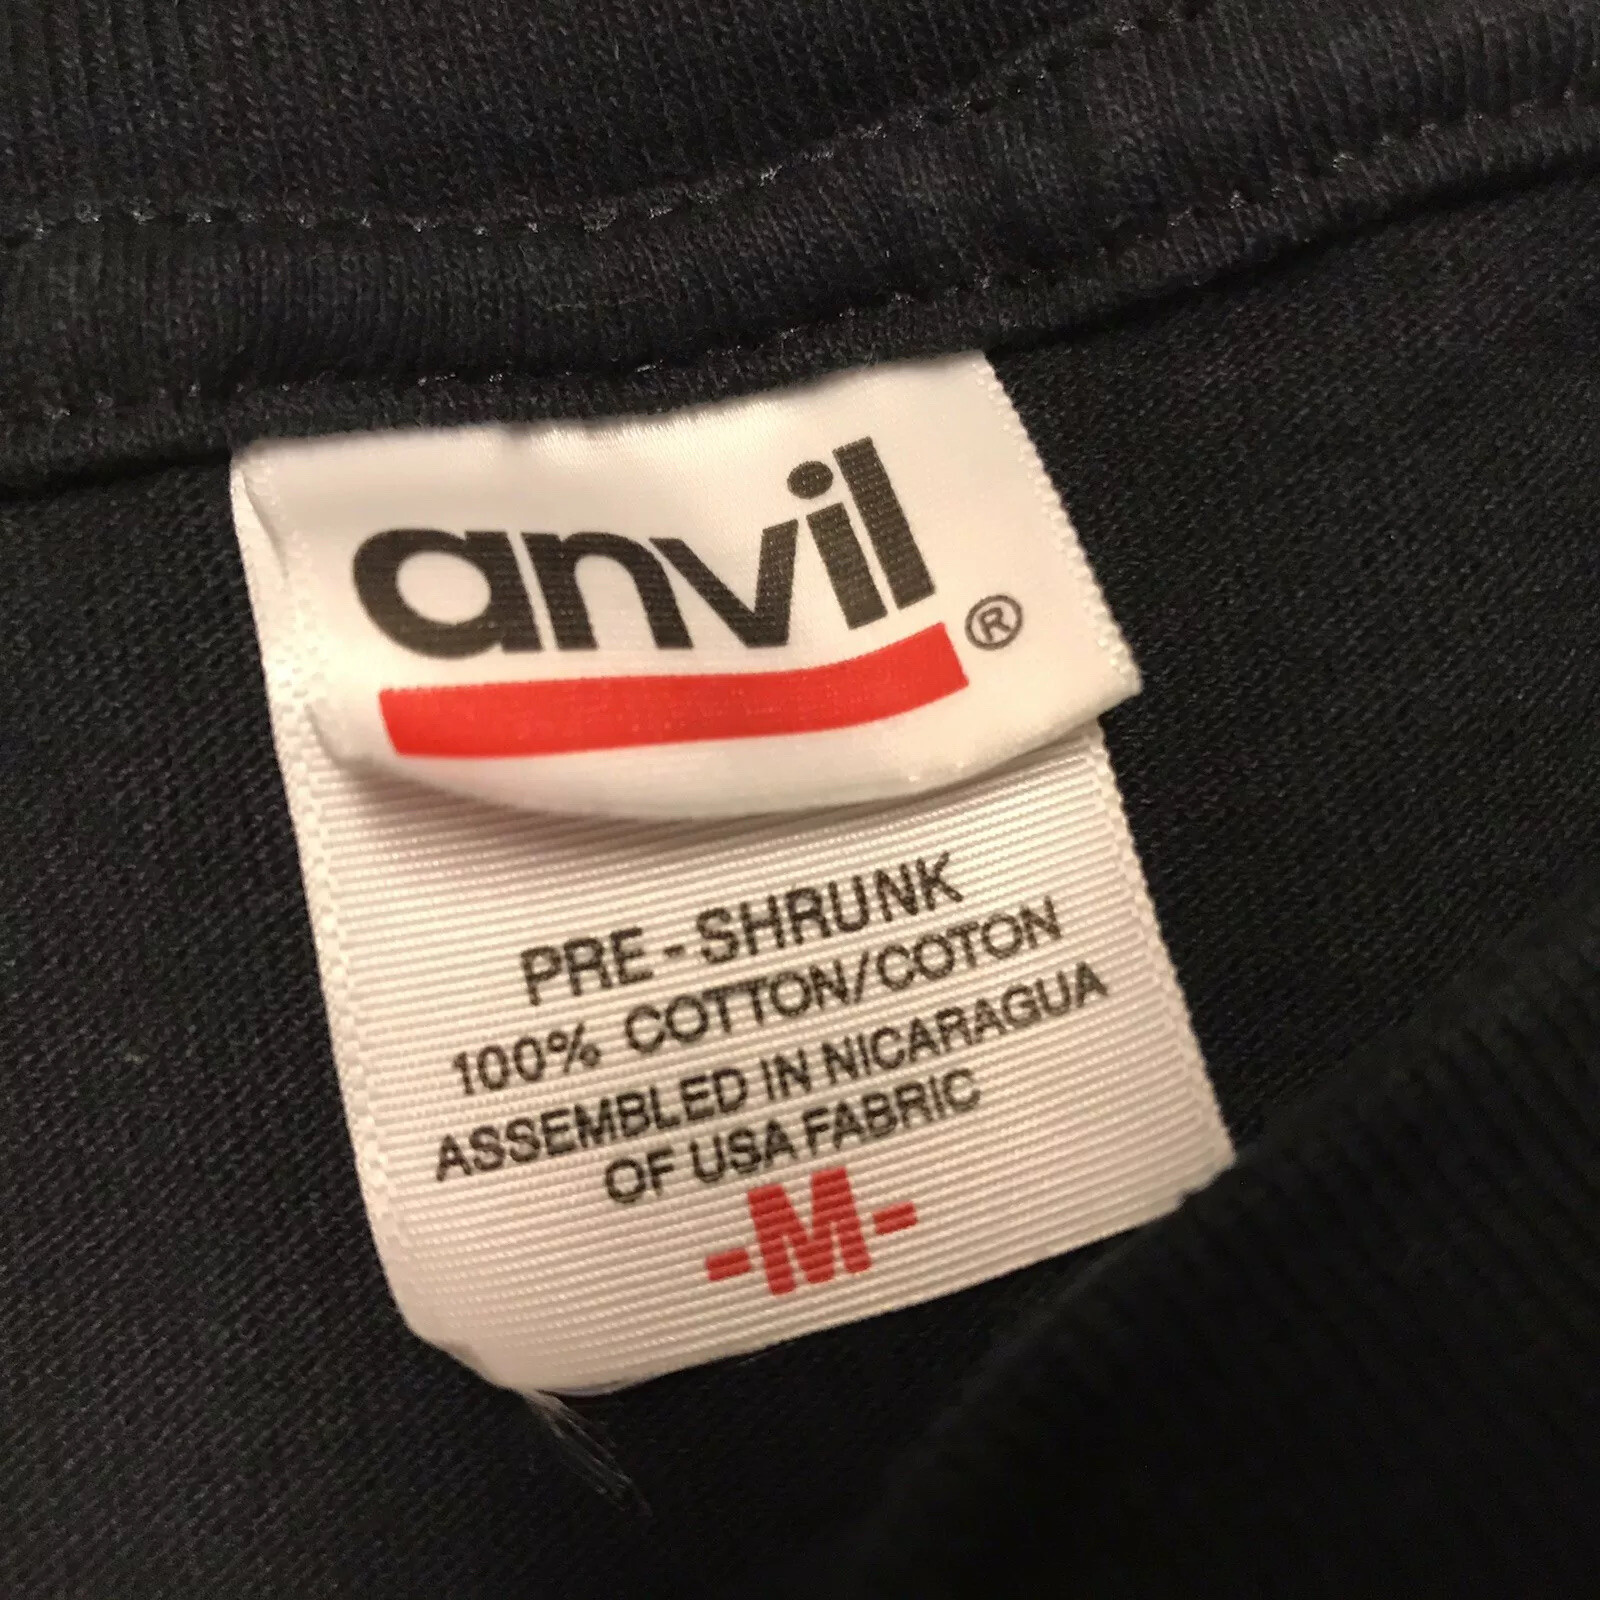 anvil®
PRE-SHRUNK
100% COTTON/COTON
ASSEMBLED IN NICARAGUA
OF USA FABRIC
-M-